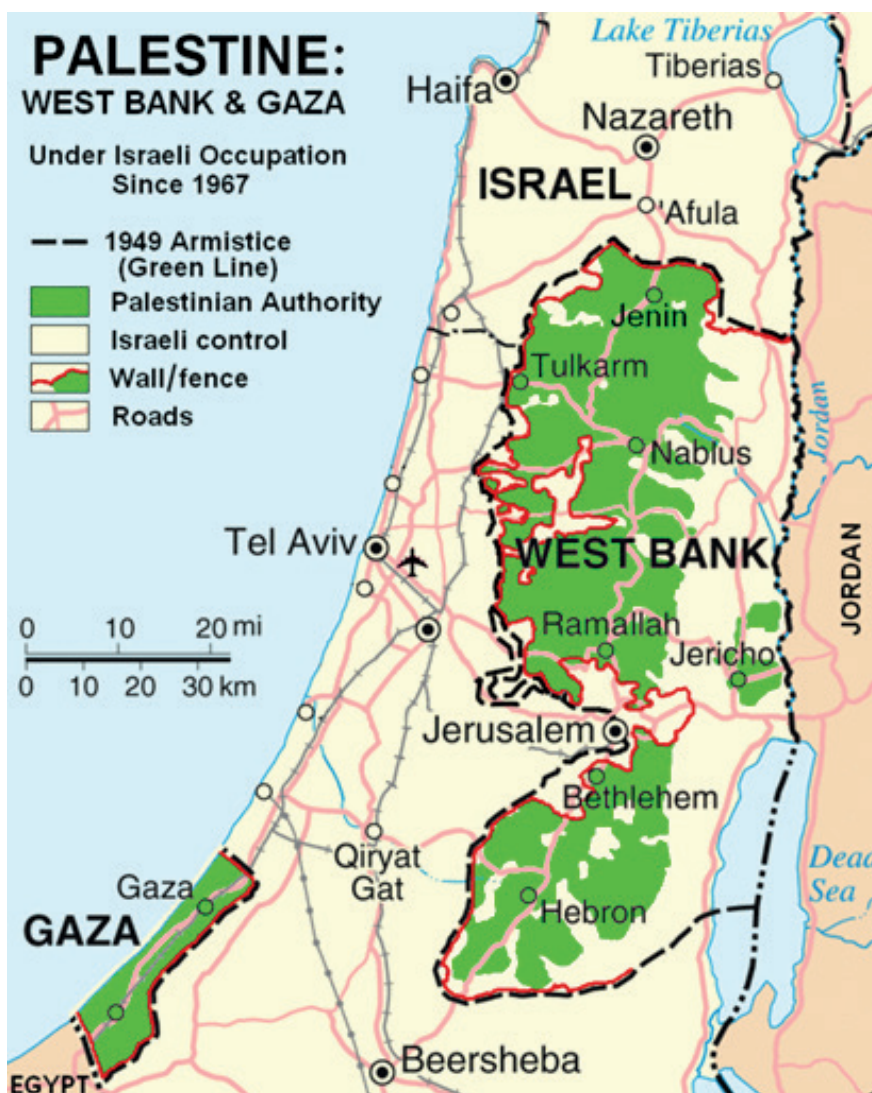 PALESTINE:
WEST BANK & GAZA
Under Israeli Occupation
Since 1967
1949 Armistice
(Green Line)
Palestinian Authority
Israeli control
Wall/fence
Roads
Lake Tiberias
Tiberias
Haifa
Nazareth
ISRAEL
'Afula
Jenin
Tulkarm
Jordan
Nablus
Tel Aviv
WEST BANK
JORDAN
0 10 20 mi
0 10 20 30 km
Ramallah
Jericho
Jerusalem
Bethlehem
Qiryat
Gat
Dead
Sea
Gaza
GAZA
Hebron
Beersheba
EGYPT